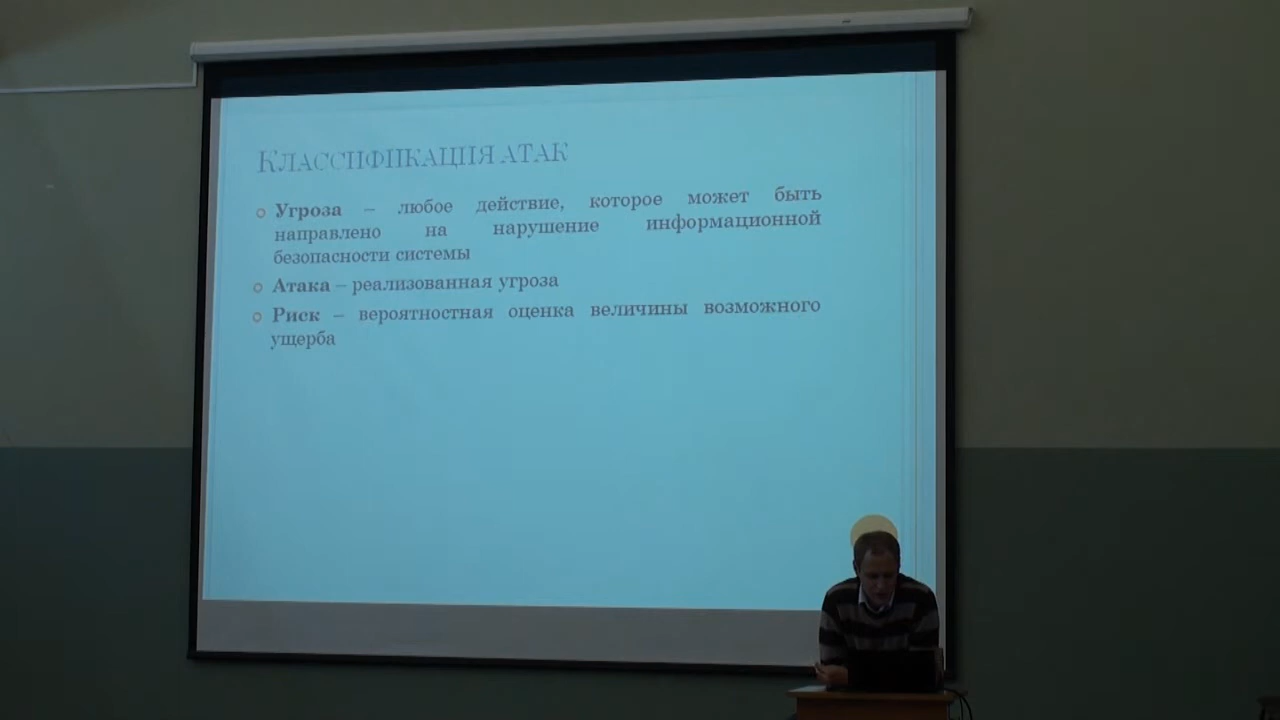 Классификация атак
Угроза – любое действие, которое может быть
направлено на нарушение информационной
безопасности системы
Атака – реализованная угроза
Риск – вероятностная оценка величины возможного
ущерба